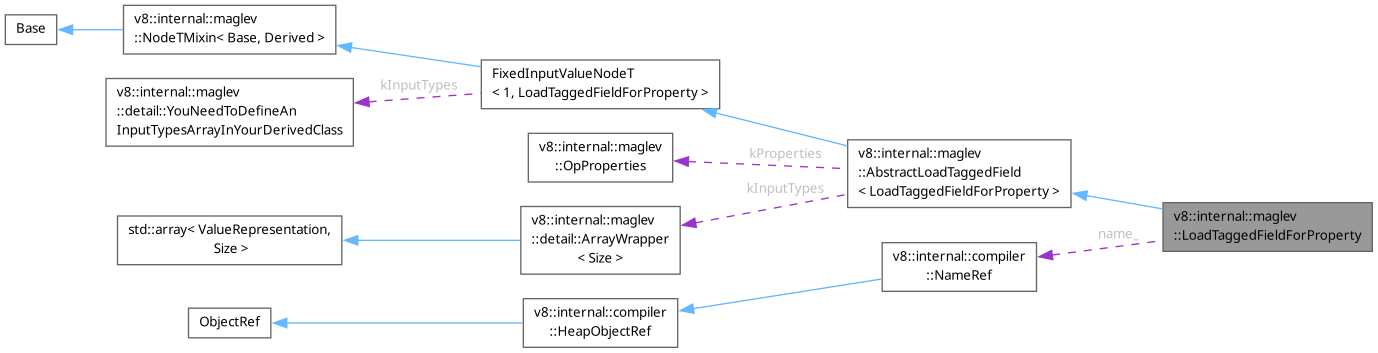 Base
v8::internal::maglev
::NodeTMixin< Base, Derived >
v8::internal::maglev
::detail::YouNeedToDefineAn
InputTypesArrayInYourDerivedClass
kInputTypes
FixedInputValueNodeT
< 1, LoadTaggedFieldForProperty >
v8::internal::maglev
::OpProperties
kProperties
std::array< ValueRepresentation,
Size >
v8::internal::maglev
::detail::ArrayWrapper
< Size >
kInputTypes
v8::internal::maglev
::AbstractLoadTaggedField
< LoadTaggedFieldForProperty >
v8::internal::maglev
::LoadTaggedFieldForProperty
name_
v8::internal::compiler
::NameRef
ObjectRef
v8::internal::compiler
::HeapObjectRef